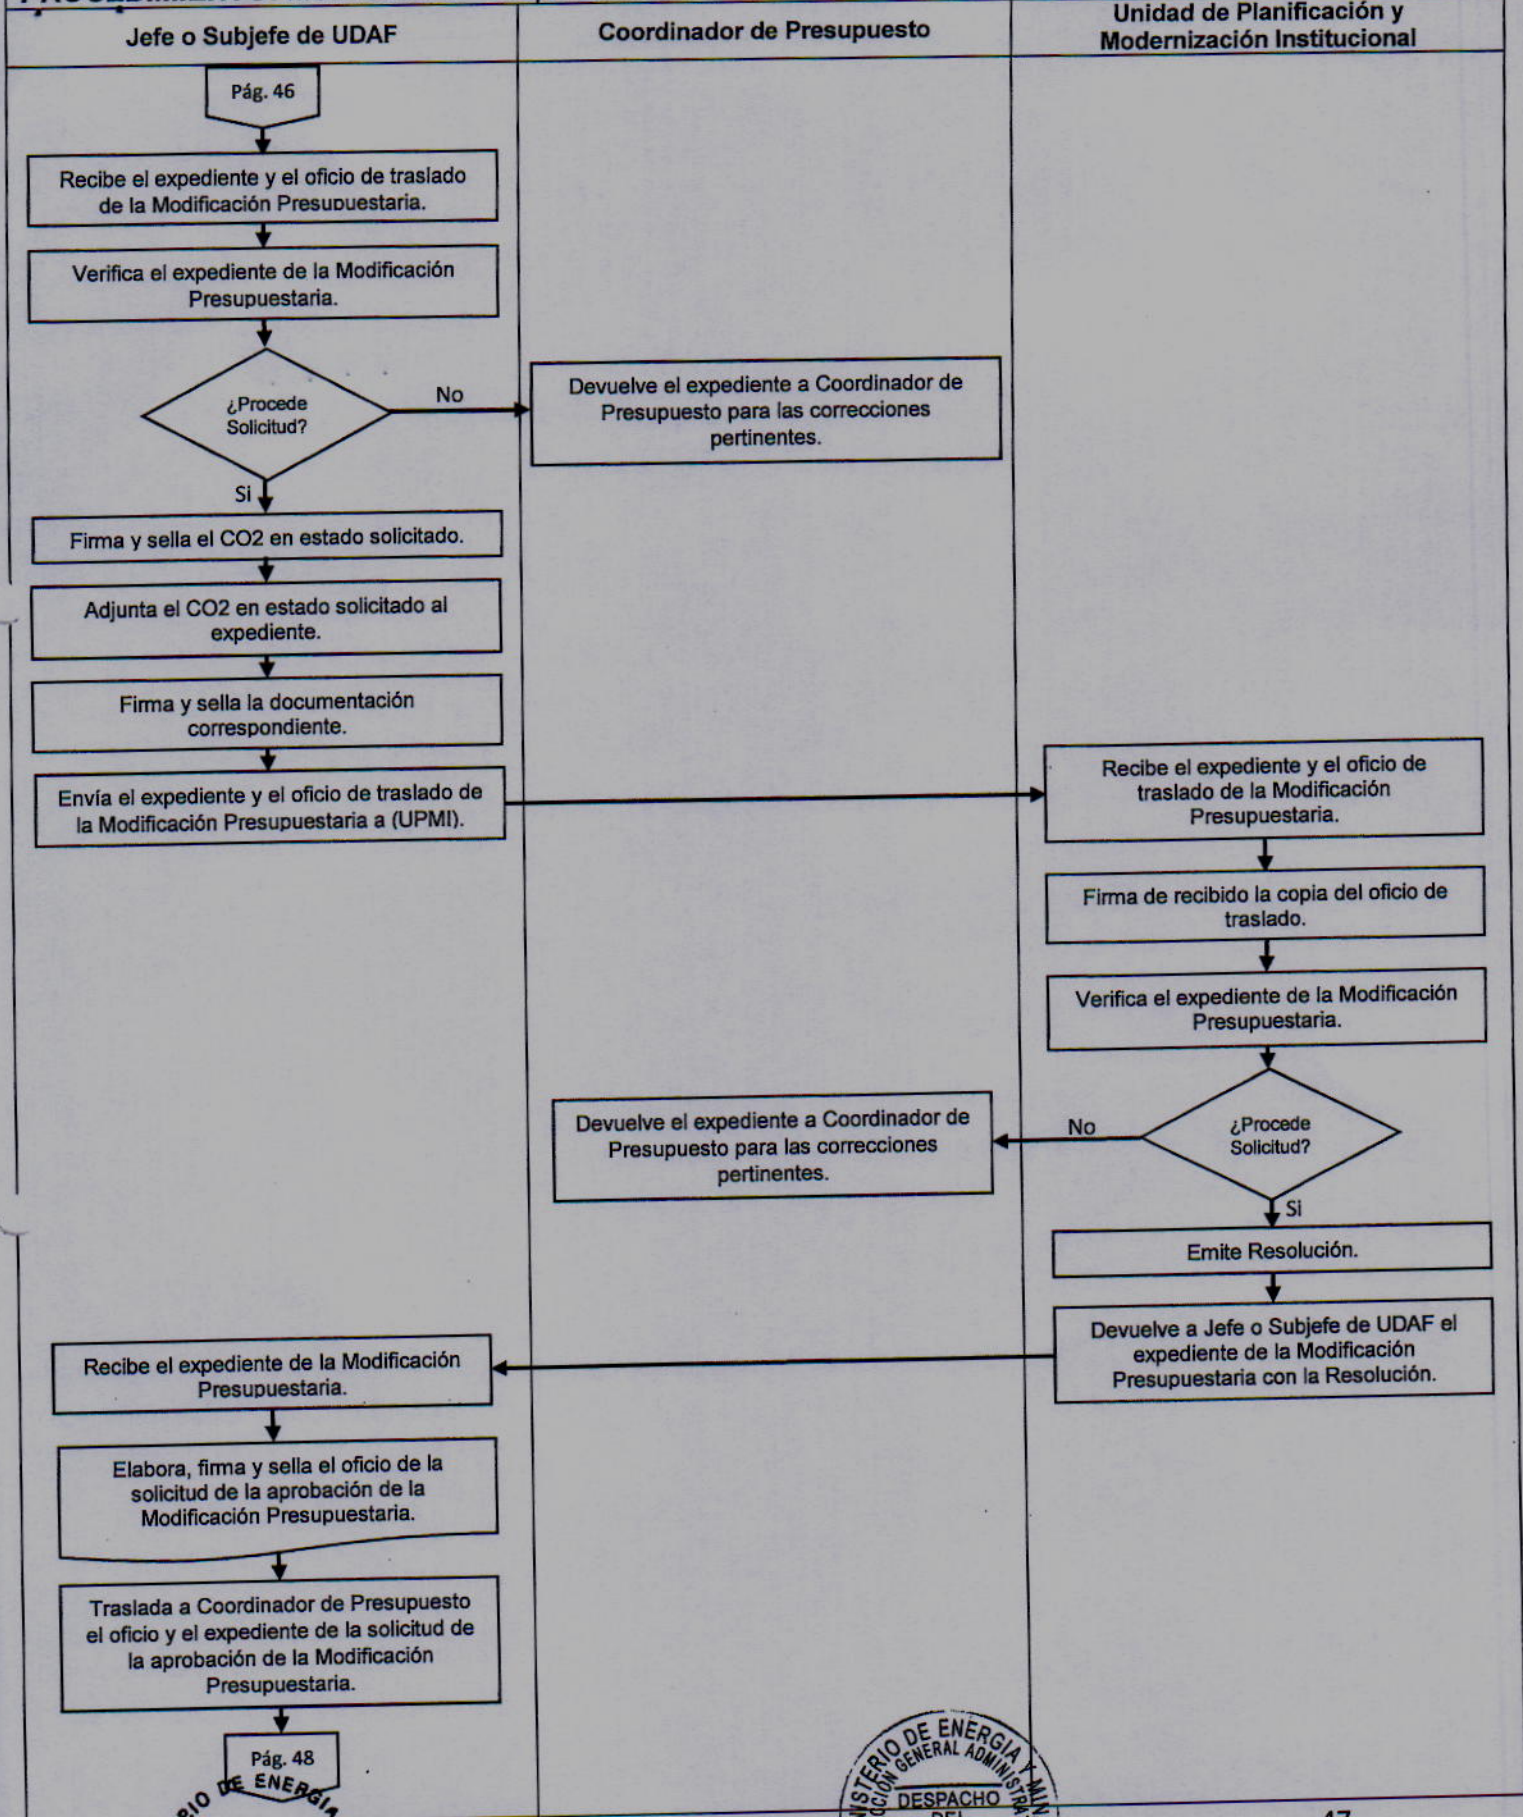 Jefe o Subjefe de UDAF
Coordinador de Presupuesto
Unidad de Planificación y
Modernización Institucional
Pág. 46
Recibe el expediente y el oficio de traslado
de la Modificación Presupuestaria.
Verifica el expediente de la Modificación
Presupuestaria.
¿Procede
Solicitud?
No
Devuelve el expediente a Coordinador de
Presupuesto para las correcciones
pertinentes.
Si
Firma y sella el CO2 en estado solicitado.
Adjunta el CO2 en estado solicitado al
expediente.
Firma y sella la documentación
correspondiente.
Envía el expediente y el oficio de traslado de
la Modificación Presupuestaria a (UPMI).
Recibe el expediente y el oficio de
traslado de la Modificación
Presupuestaria.
Firma de recibido la copia del oficio de
traslado.
Verifica el expediente de la Modificación
Presupuestaria.
¿Procede
Solicitud?
No
Devuelve el expediente a Coordinador de
Presupuesto para las correcciones
pertinentes.
Si
Emite Resolución.
Devuelve a Jefe o Subjefe de UDAF el
expediente de la Modificación
Presupuestaria con la Resolución.
Recibe el expediente de la Modificación
Presupuestaria.
Elabora, firma y sella el oficio de la
solicitud de la aprobación de la
Modificación Presupuestaria.
Traslada a Coordinador de Presupuesto
el oficio y el expediente de la solicitud de
la aprobación de la Modificación
Presupuestaria.
Pág. 48
DE ENERGIA
DE ENERGIA Y
GENERAL
DESPACHO